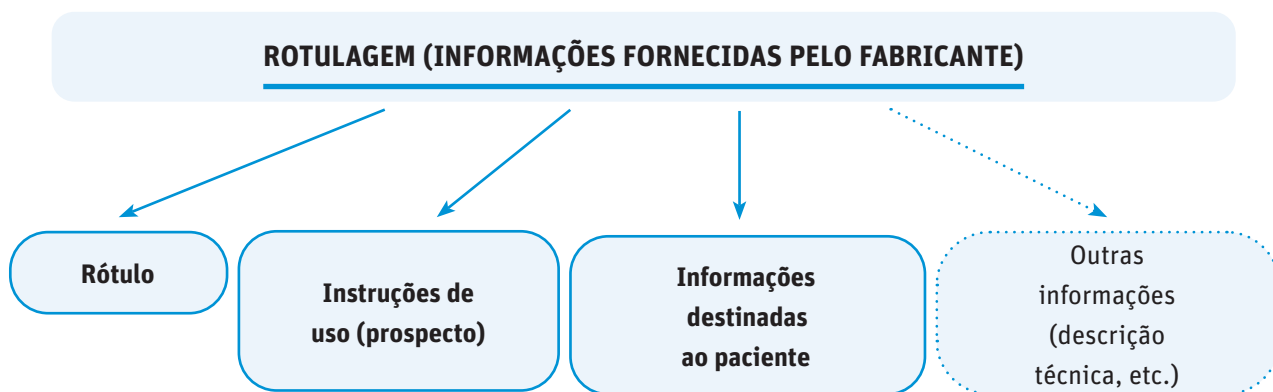 ROTULAGEM (INFORMAÇÕES FORNECIDAS PELO FABRICANTE)
Rótulo
Instruções de
uso (prospecto)
Informações
destinadas
ao paciente
Outras
informações
(descrição
técnica, etc.)